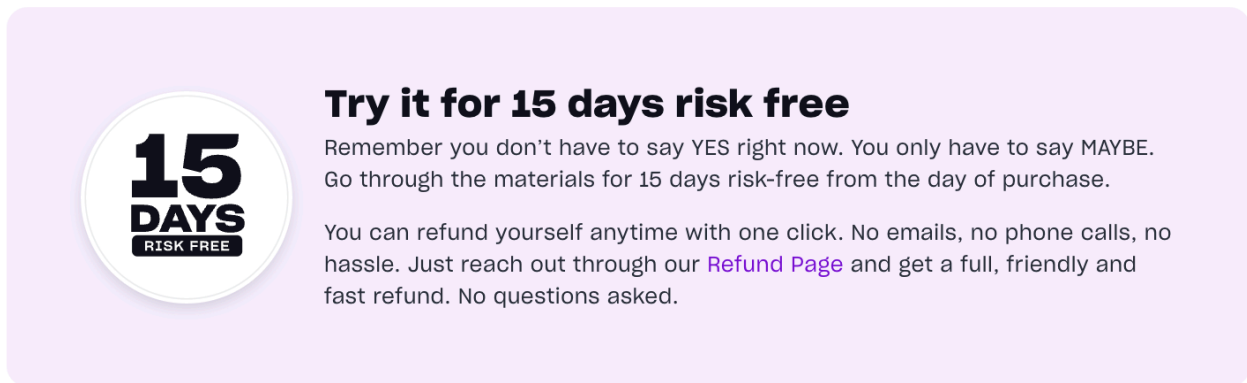 15
DAYS
RISK FREE
Try it for 15 days risk free
Remember you don’t have to say YES right now. You only have to say MAYBE.
Go through the materials for 15 days risk-free from the day of purchase.
You can refund yourself anytime with one click. No emails, no phone calls, no
hassle. Just reach out through our Refund Page and get a full, friendly and
fast refund. No questions asked.